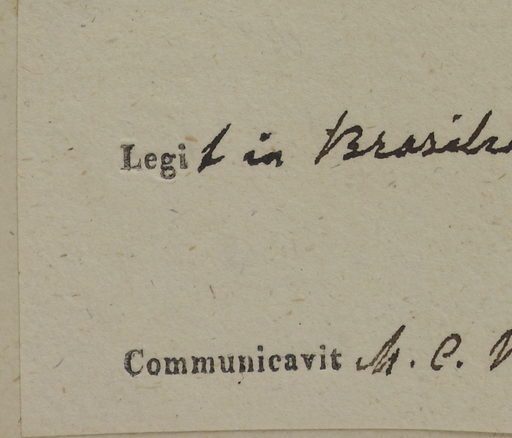 Legit in Brasilia
Communicavit M. C.